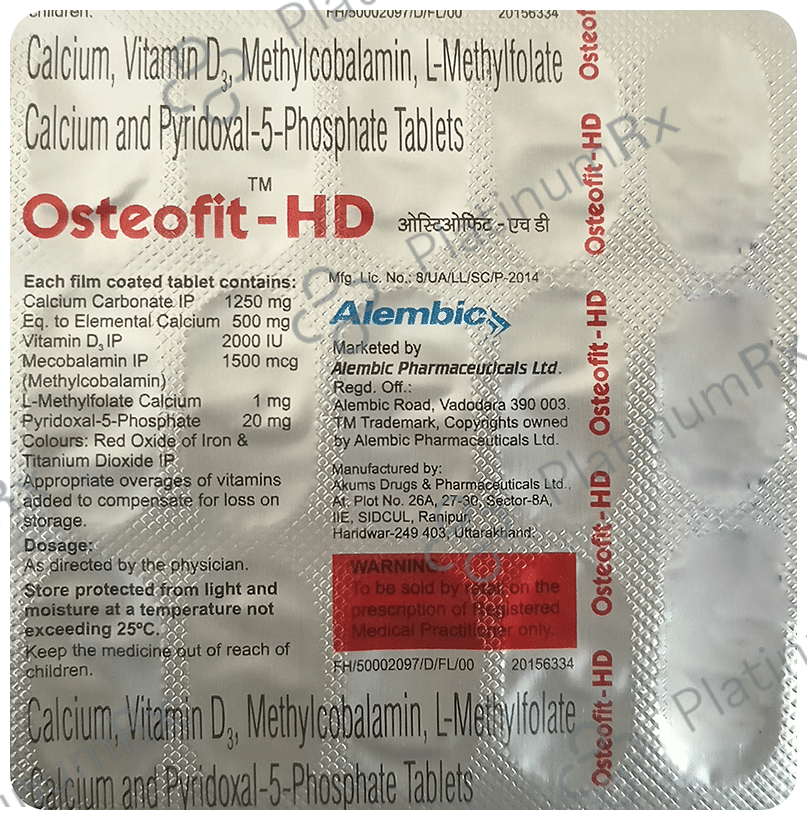 children.
FH/50002097/D/FL/00 20156334
Calcium, Vitamin D3, Methylcobalamin, L-Methylfolate
Calcium and Pyridoxal-5-Phosphate Tablets
Osteofit-HD™ ओस्टिओफिट - एच डी
Each film coated tablet contains:
Calcium Carbonate IP 1250 mg
Eq. to Elemental Calcium 500 mg
Vitamin D3 IP 2000 IU
Mecobalamin IP 1500 mcg
(Methylcobalamin)
L-Methylfolate Calcium 1 mg
Pyridoxal-5-Phosphate 20 mg
Colours: Red Oxide of Iron &
Titanium Dioxide IP
Appropriate overages of vitamins
added to compensate for loss on
storage.
Dosage:
As directed by the physician.
Store protected from light and
moisture at a temperature not
exceeding 25°C.
Keep the medicine out of reach of
children.
Mfg. Lic. No.: 8/UA/LL/SC/P-2014
Alembic
Marketed by
Alembic Pharmaceuticals Ltd.
Regd. Off.:
Alembic Road, Vadodara 390 003.
TM Trademark, Copyrights owned
by Alembic Pharmaceuticals Ltd.
Manufactured by:
Akums Drugs & Pharmaceuticals Ltd.,
At: Plot No. 26A, 27-30, Sector-8A,
IIE, SIDCUL, Ranipur,
Haridwar-249 403, Uttarakhand.
WARNING
To be sold by retail on the
prescription of Registered
Medical Practitioner only.
FH/50002097/D/FL/00 20156334
Calcium, Vitamin D3, Methylcobalamin, L-Methylfolate
Calcium and Pyridoxal-5-Phosphate Tablets
Osteof
Osteofit-HD
Osteofit-HD
Osteofit-HD
Osteofit-HD
PlatinumRx
PlatinumRx
PlatinumRx